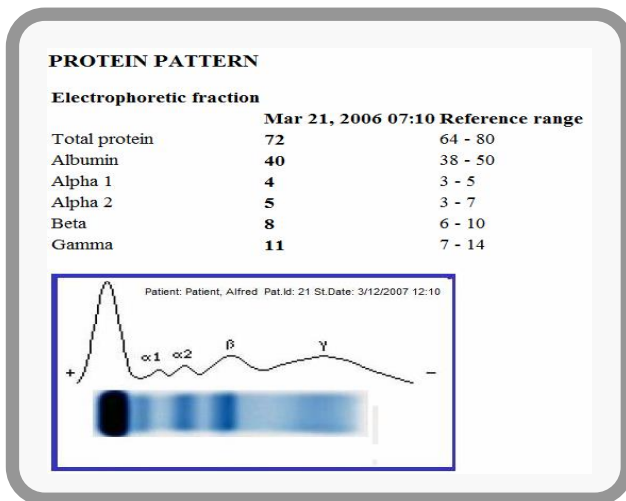 PROTEIN PATTERN
Electrophoretic fraction
Mar 21, 2006 07:10 Reference range
Total protein 72 64 - 80
Albumin 40 38 - 50
Alpha 1 4 3 - 5
Alpha 2 5 3 - 7
Beta 8 6 - 10
Gamma 11 7 - 14
Patient: Patient, Alfred Pat.Id: 21 St.Date: 3/12/2007 12:10
α1 α2 β γ
+ −